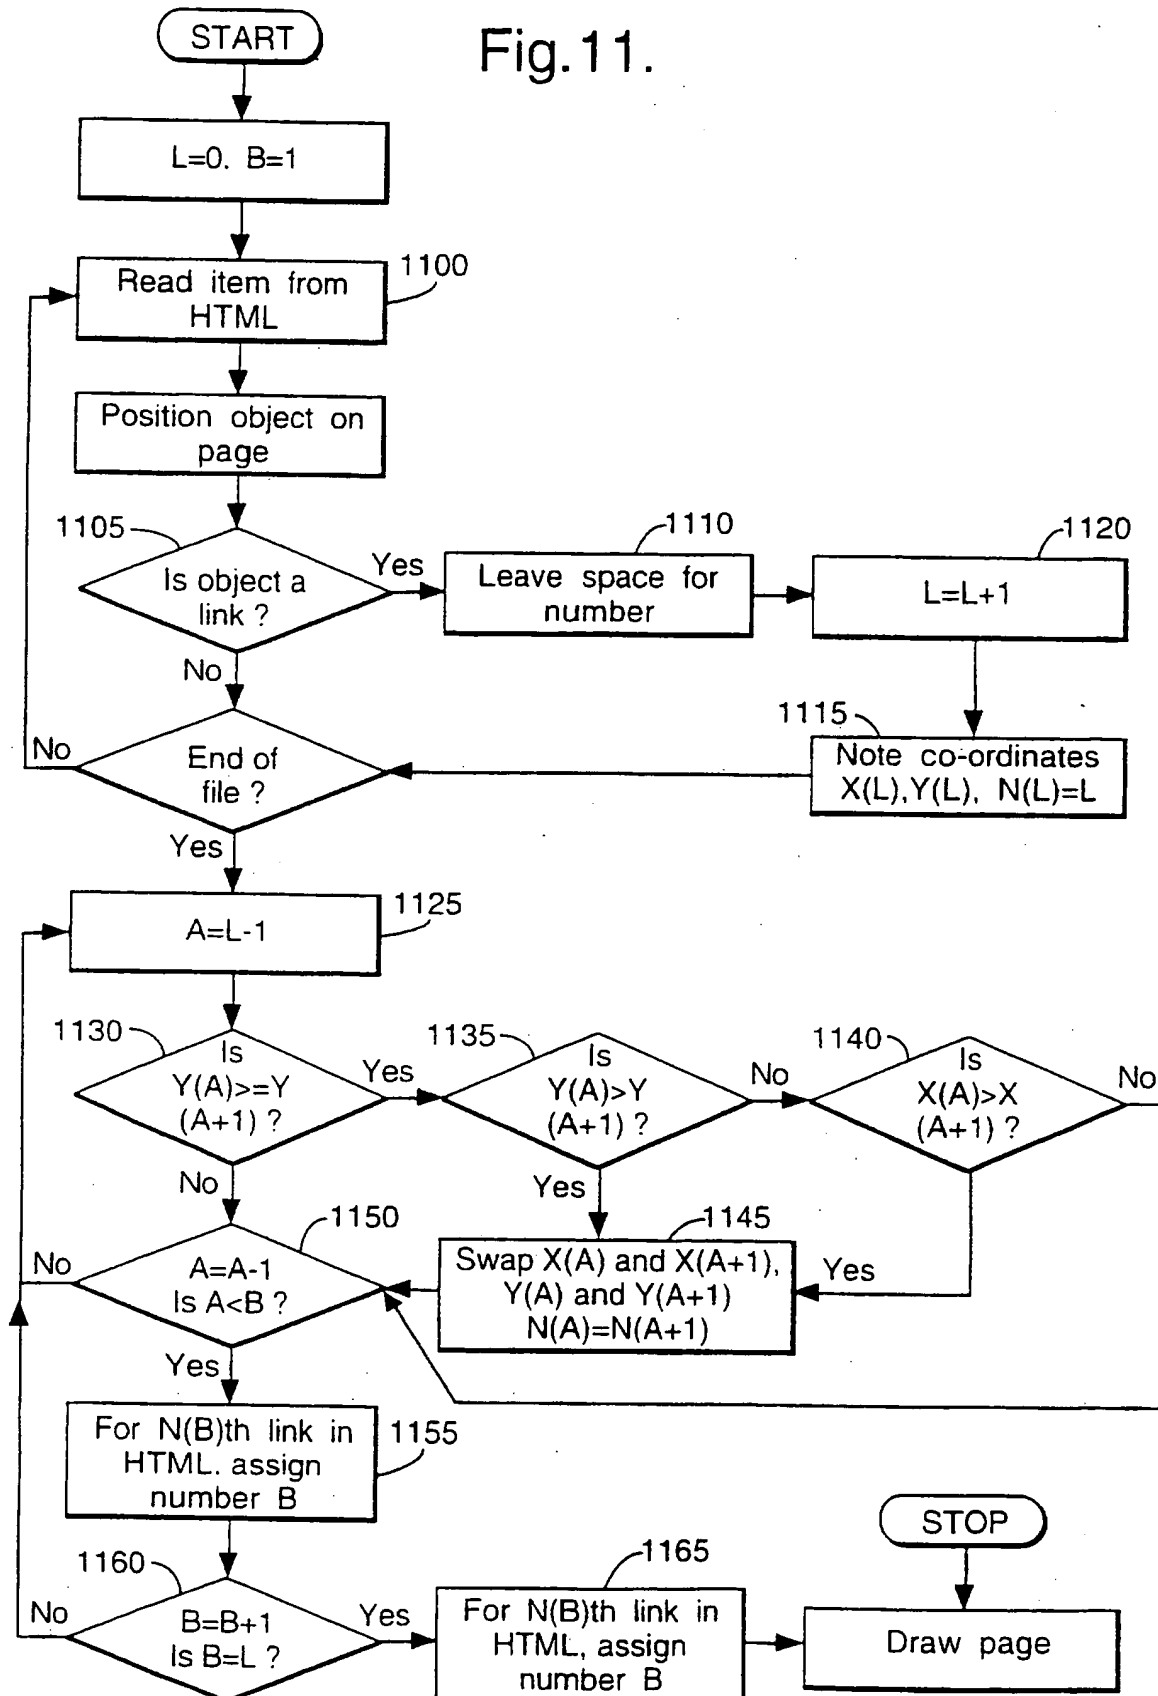 START
Fig.11.
L=0. B=1
1100
Read item from
HTML
Position object on
page
1105
Is object a
link ?
Yes
No
1110
Leave space for
number
1120
L=L+1
1115
Note co-ordinates
X(L),Y(L), N(L)=L
End of
file ?
No
Yes
1125
A=L-1
1130
Is
Y(A)>=Y
(A+1) ?
Yes
No
1135
Is
Y(A)>Y
(A+1) ?
No
Yes
1140
Is
X(A)>X
(A+1) ?
No
Yes
1145
Swap X(A) and X(A+1),
Y(A) and Y(A+1)
N(A)=N(A+1)
1150
A=A-1
Is A<B ?
No
Yes
1155
For N(B)th link in
HTML. assign
number B
1160
B=B+1
Is B=L ?
No
Yes
1165
For N(B)th link in
HTML, assign
number B
STOP
Draw page